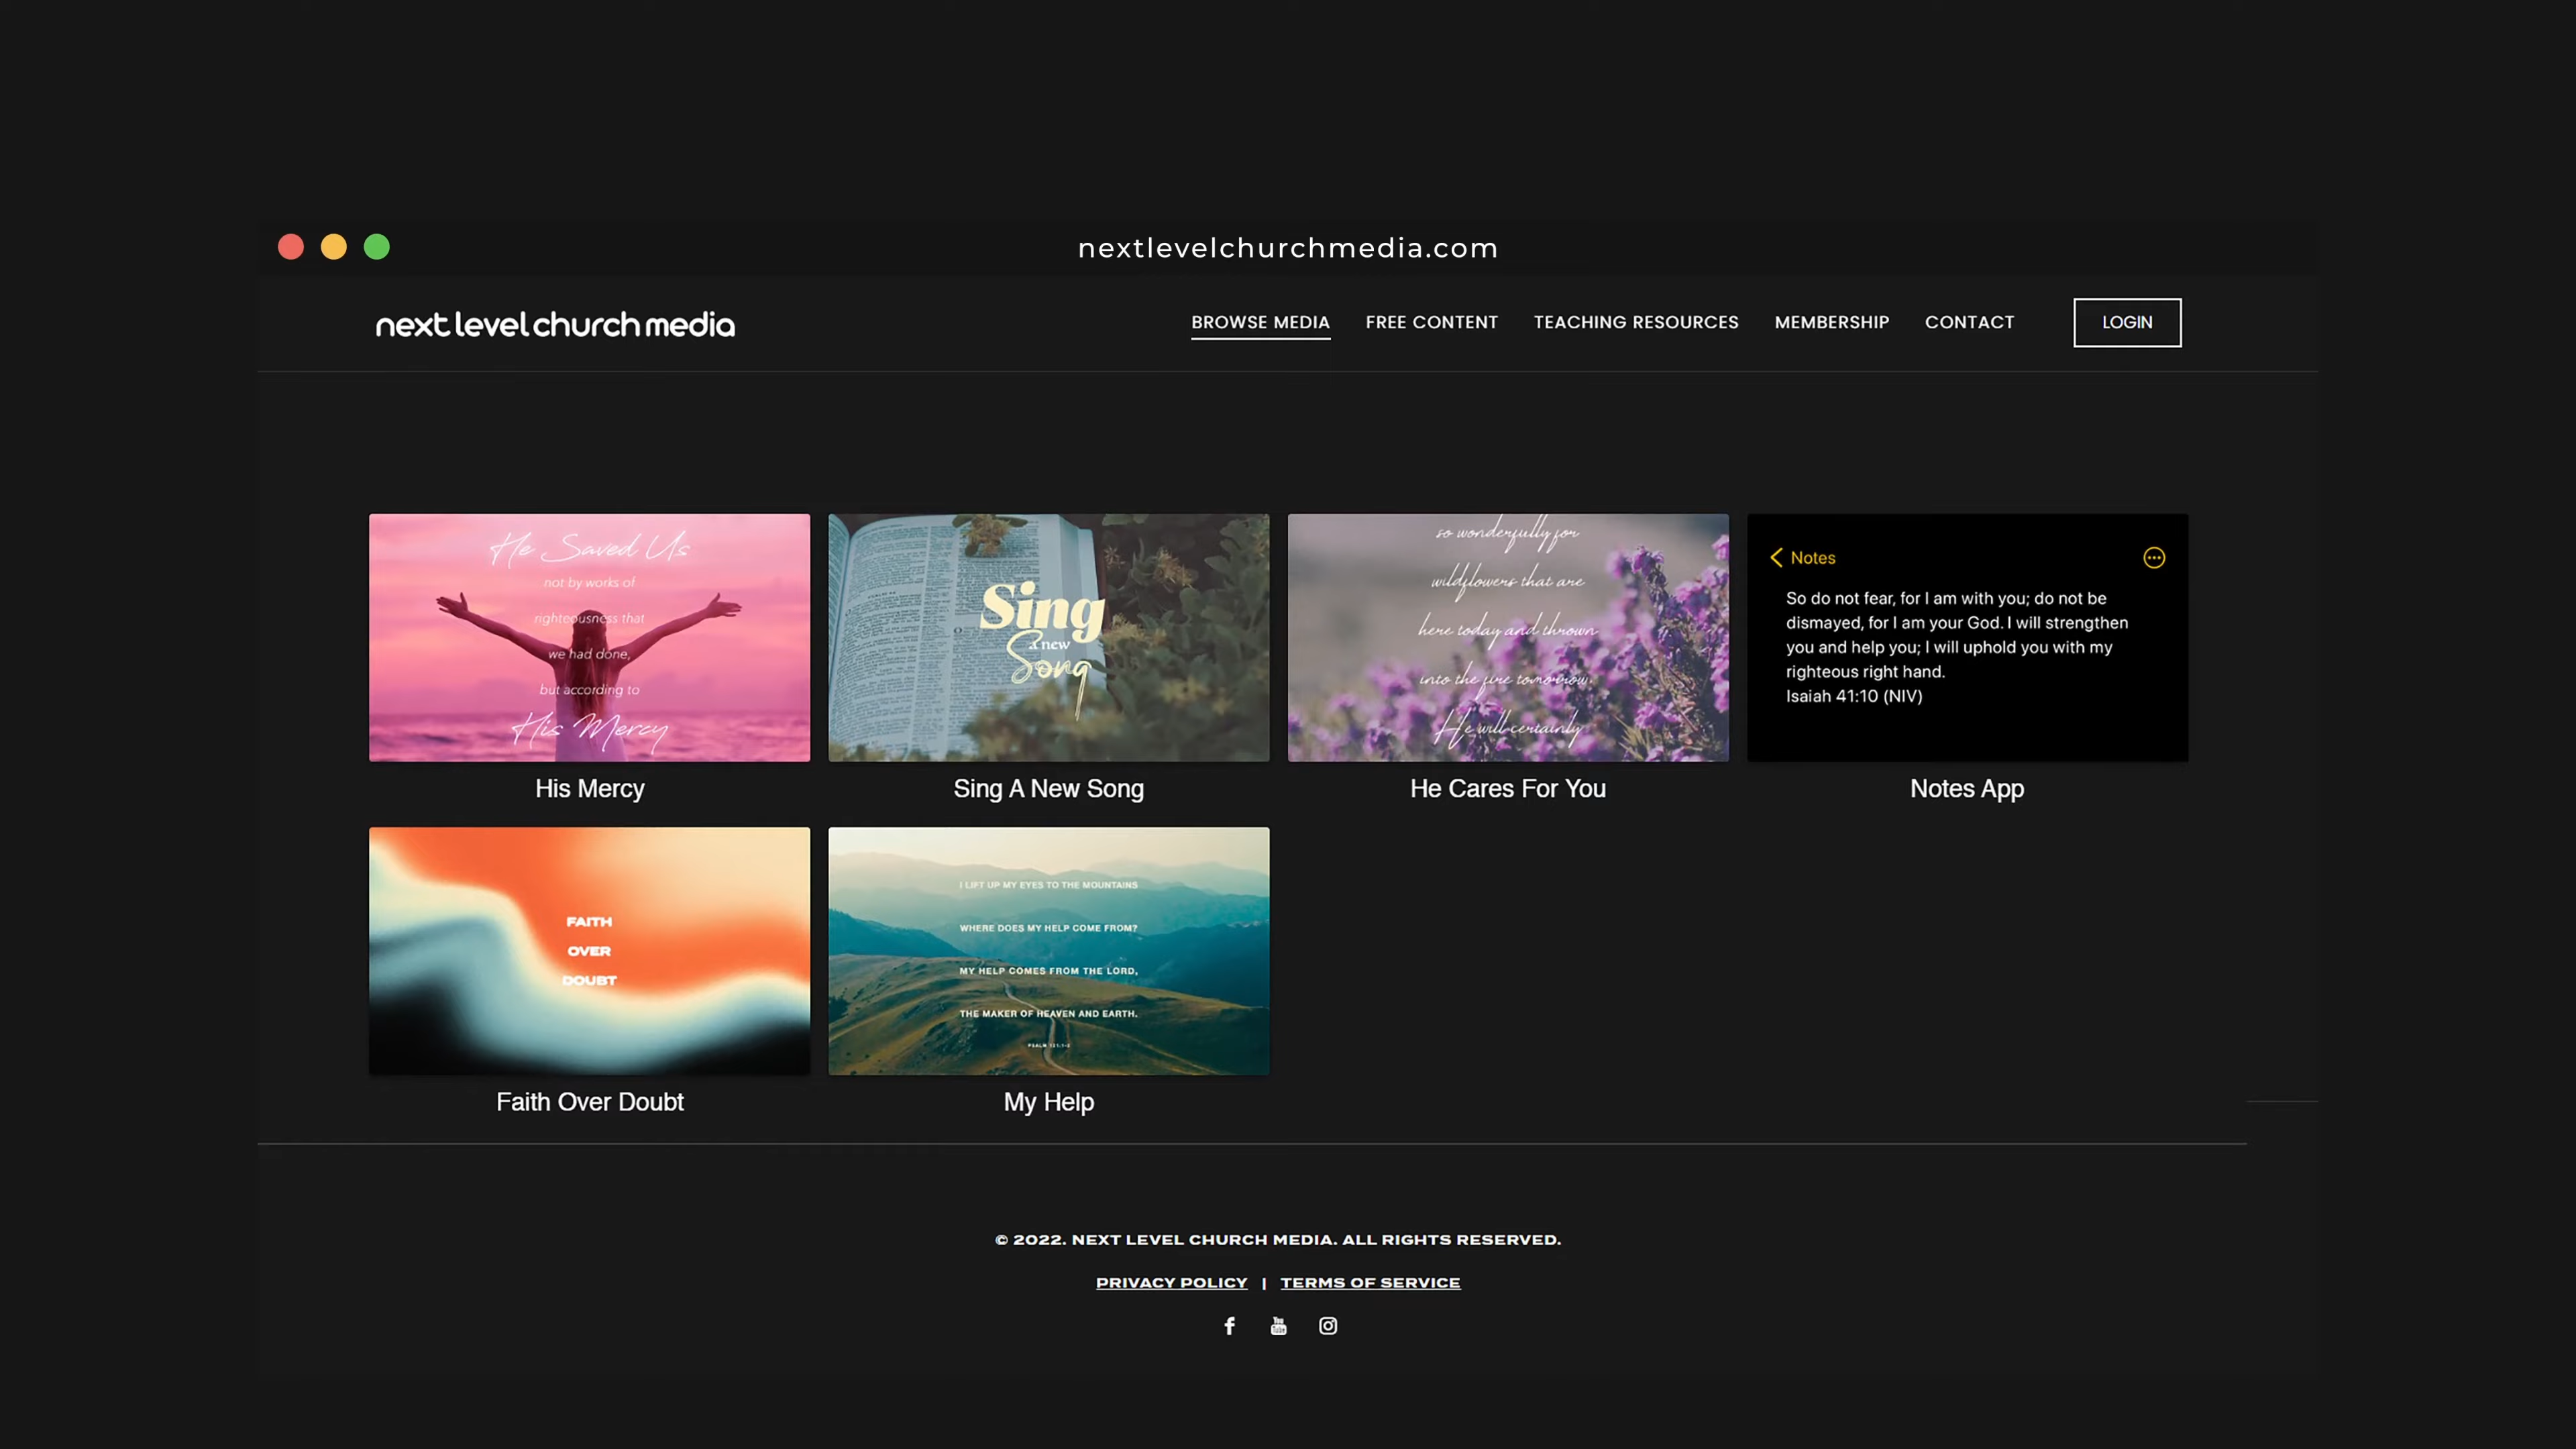 nextlevelchurchmedia.com
next level church media
BROWSE MEDIA FREE CONTENT TEACHING RESOURCES MEMBERSHIP CONTACT LOGIN
He Saved Us
not by works of
righteousness that
we had done,
but according to
His Mercy
His Mercy
Sing
a new
Song
Sing A New Song
so wonderfully for
wildflowers that are
here today and thrown
into the fire tomorrow.
He will certainly
He Cares For You
Notes
So do not fear, for I am with you; do not be
dismayed, for I am your God. I will strengthen
you and help you; I will uphold you with my
righteous right hand.
Isaiah 41:10 (NIV)
Notes App
FAITH
OVER
DOUBT
Faith Over Doubt
I LIFT UP MY EYES TO THE MOUNTAINS
WHERE DOES MY HELP COME FROM?
MY HELP COMES FROM THE LORD,
THE MAKER OF HEAVEN AND EARTH.
PSALM 121:1-2
My Help
© 2022. NEXT LEVEL CHURCH MEDIA. ALL RIGHTS RESERVED.
PRIVACY POLICY | TERMS OF SERVICE